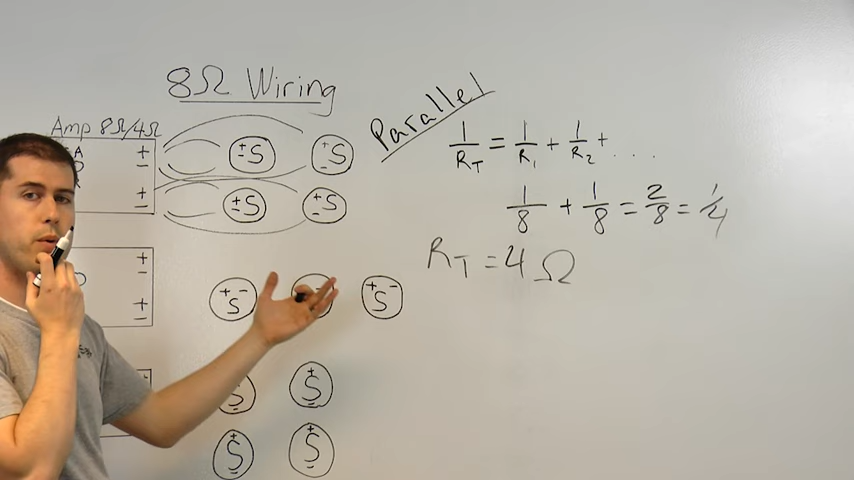 8Ω Wiring
Amp 8Ω/4Ω
Parallel
1/R_T = 1/R₁ + 1/R₂ + . . .
1/8 + 1/8 = 2/8 = 1/4
R_T = 4 Ω
A + + - S + - S
-
+ + - S + - S
-
+
-
+
-
+ S - + S -
+ S -
S + S -
+ S - + S -